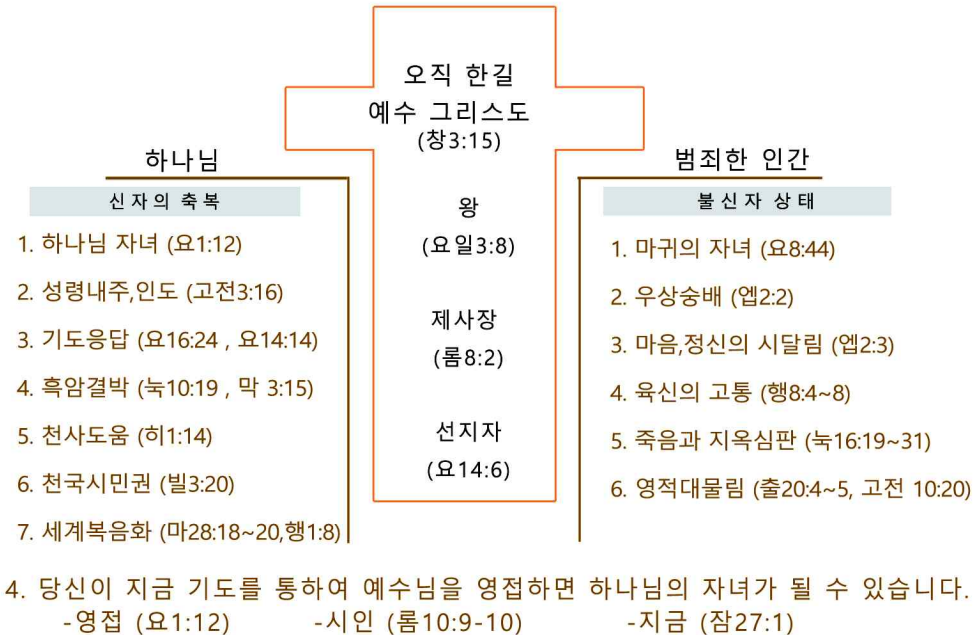 오직 한길
예수 그리스도
(창3:15)
왕
(요일3:8)
제사장
(롬8:2)
선지자
(요14:6)
하나님
신자의 축복
1. 하나님 자녀 (요1:12)
2. 성령내주,인도 (고전3:16)
3. 기도응답 (요16:24 , 요14:14)
4. 흑암결박 (눅10:19 , 막 3:15)
5. 천사도움 (히1:14)
6. 천국시민권 (빌3:20)
7. 세계복음화 (마28:18~20,행1:8)
범죄한 인간
불신자 상태
1. 마귀의 자녀 (요8:44)
2. 우상숭배 (엡2:2)
3. 마음,정신의 시달림 (엡2:3)
4. 육신의 고통 (행8:4~8)
5. 죽음과 지옥심판 (눅16:19~31)
6. 영적대물림 (출20:4~5, 고전 10:20)
4. 당신이 지금 기도를 통하여 예수님을 영접하면 하나님의 자녀가 될 수 있습니다.
-영접 (요1:12) -시인 (롬10:9-10) -지금 (잠27:1)